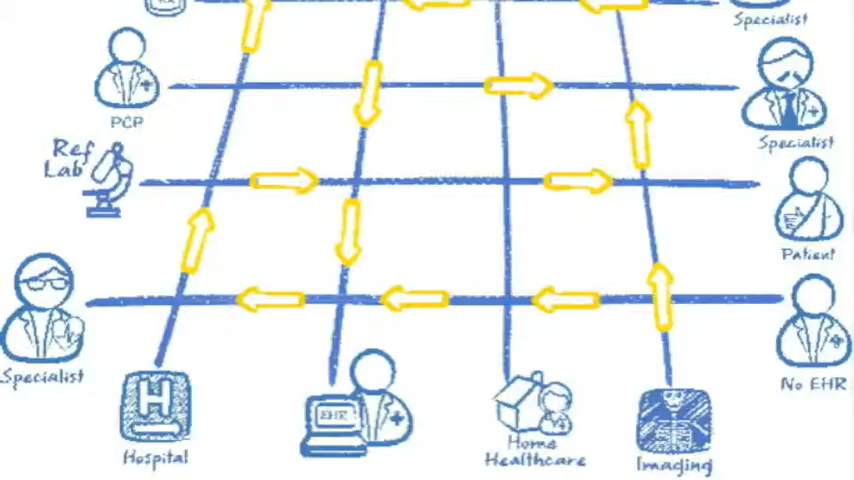 Specialist
PCP
Specialist
Ref
Lab
Patient
Specialist
No EHR
H
EHR
Hospital
Home
Healthcare
Imaging